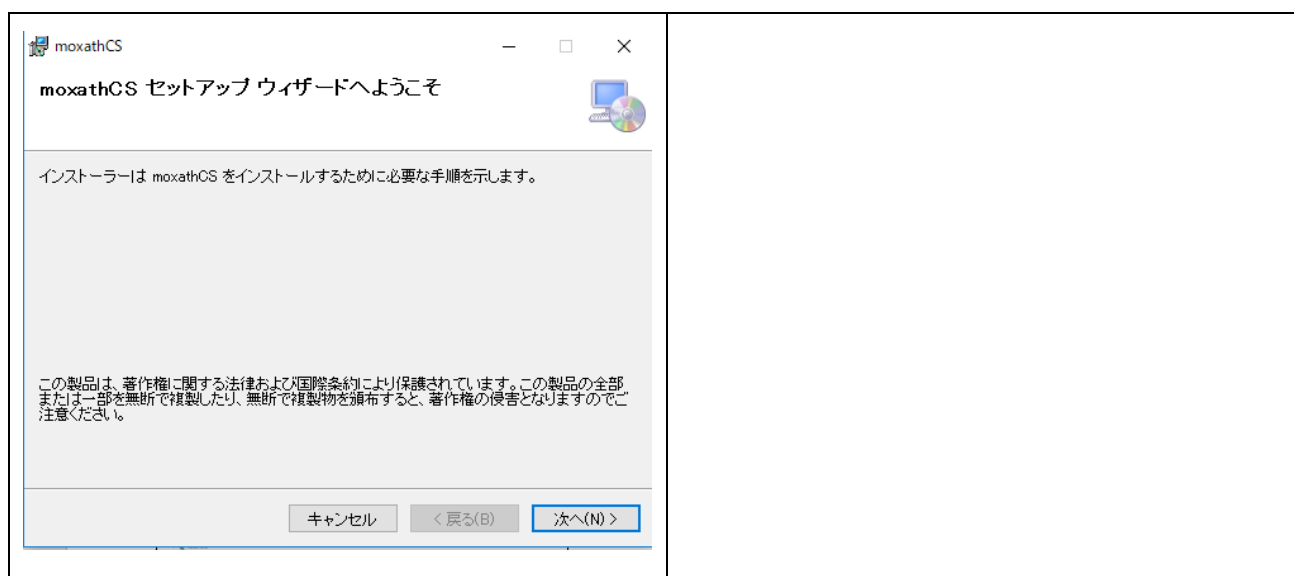 moxathCS
moxathCS セットアップ ウィザードへようこそ
インストーラーは moxathCS をインストールするために必要な手順を示します。
この製品は、著作権に関する法律および国際条約により保護されています。この製品の全部
または一部を無断で複製したり、無断で複製物を頒布すると、著作権の侵害となりますのでご
注意ください。
キャンセル
< 戻る(B)
次へ(N) >